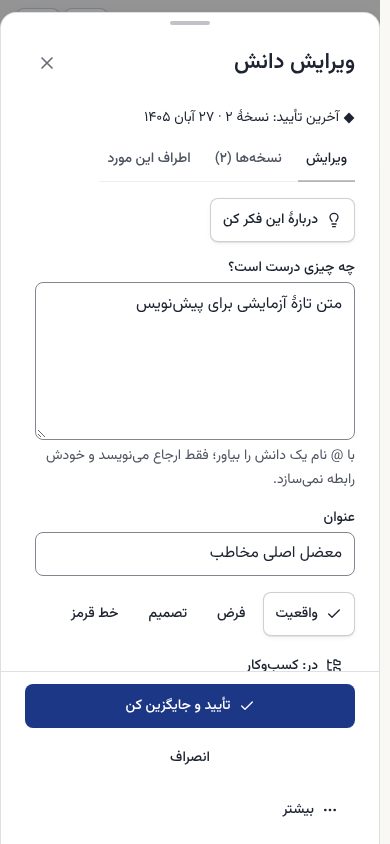 ویرایش دانش
آخرین تأیید: نسخهٔ ۲ · ۲۷ آبان ۱۴۰۵
ویرایش
نسخه‌ها (۲)
اطراف این مورد
دربارهٔ این فکر کن
چه چیزی درست است؟
متن تازهٔ آزمایشی برای پیش‌نویس
با @ نام یک دانش را بیاور؛ فقط ارجاع می‌نویسد و خودش
رابطه نمی‌سازد.
عنوان
معضل اصلی مخاطب
واقعیت
فرض
تصمیم
خط قرمز
در: کسب‌وکار
تأیید و جایگزین کن
انصراف
بیشتر